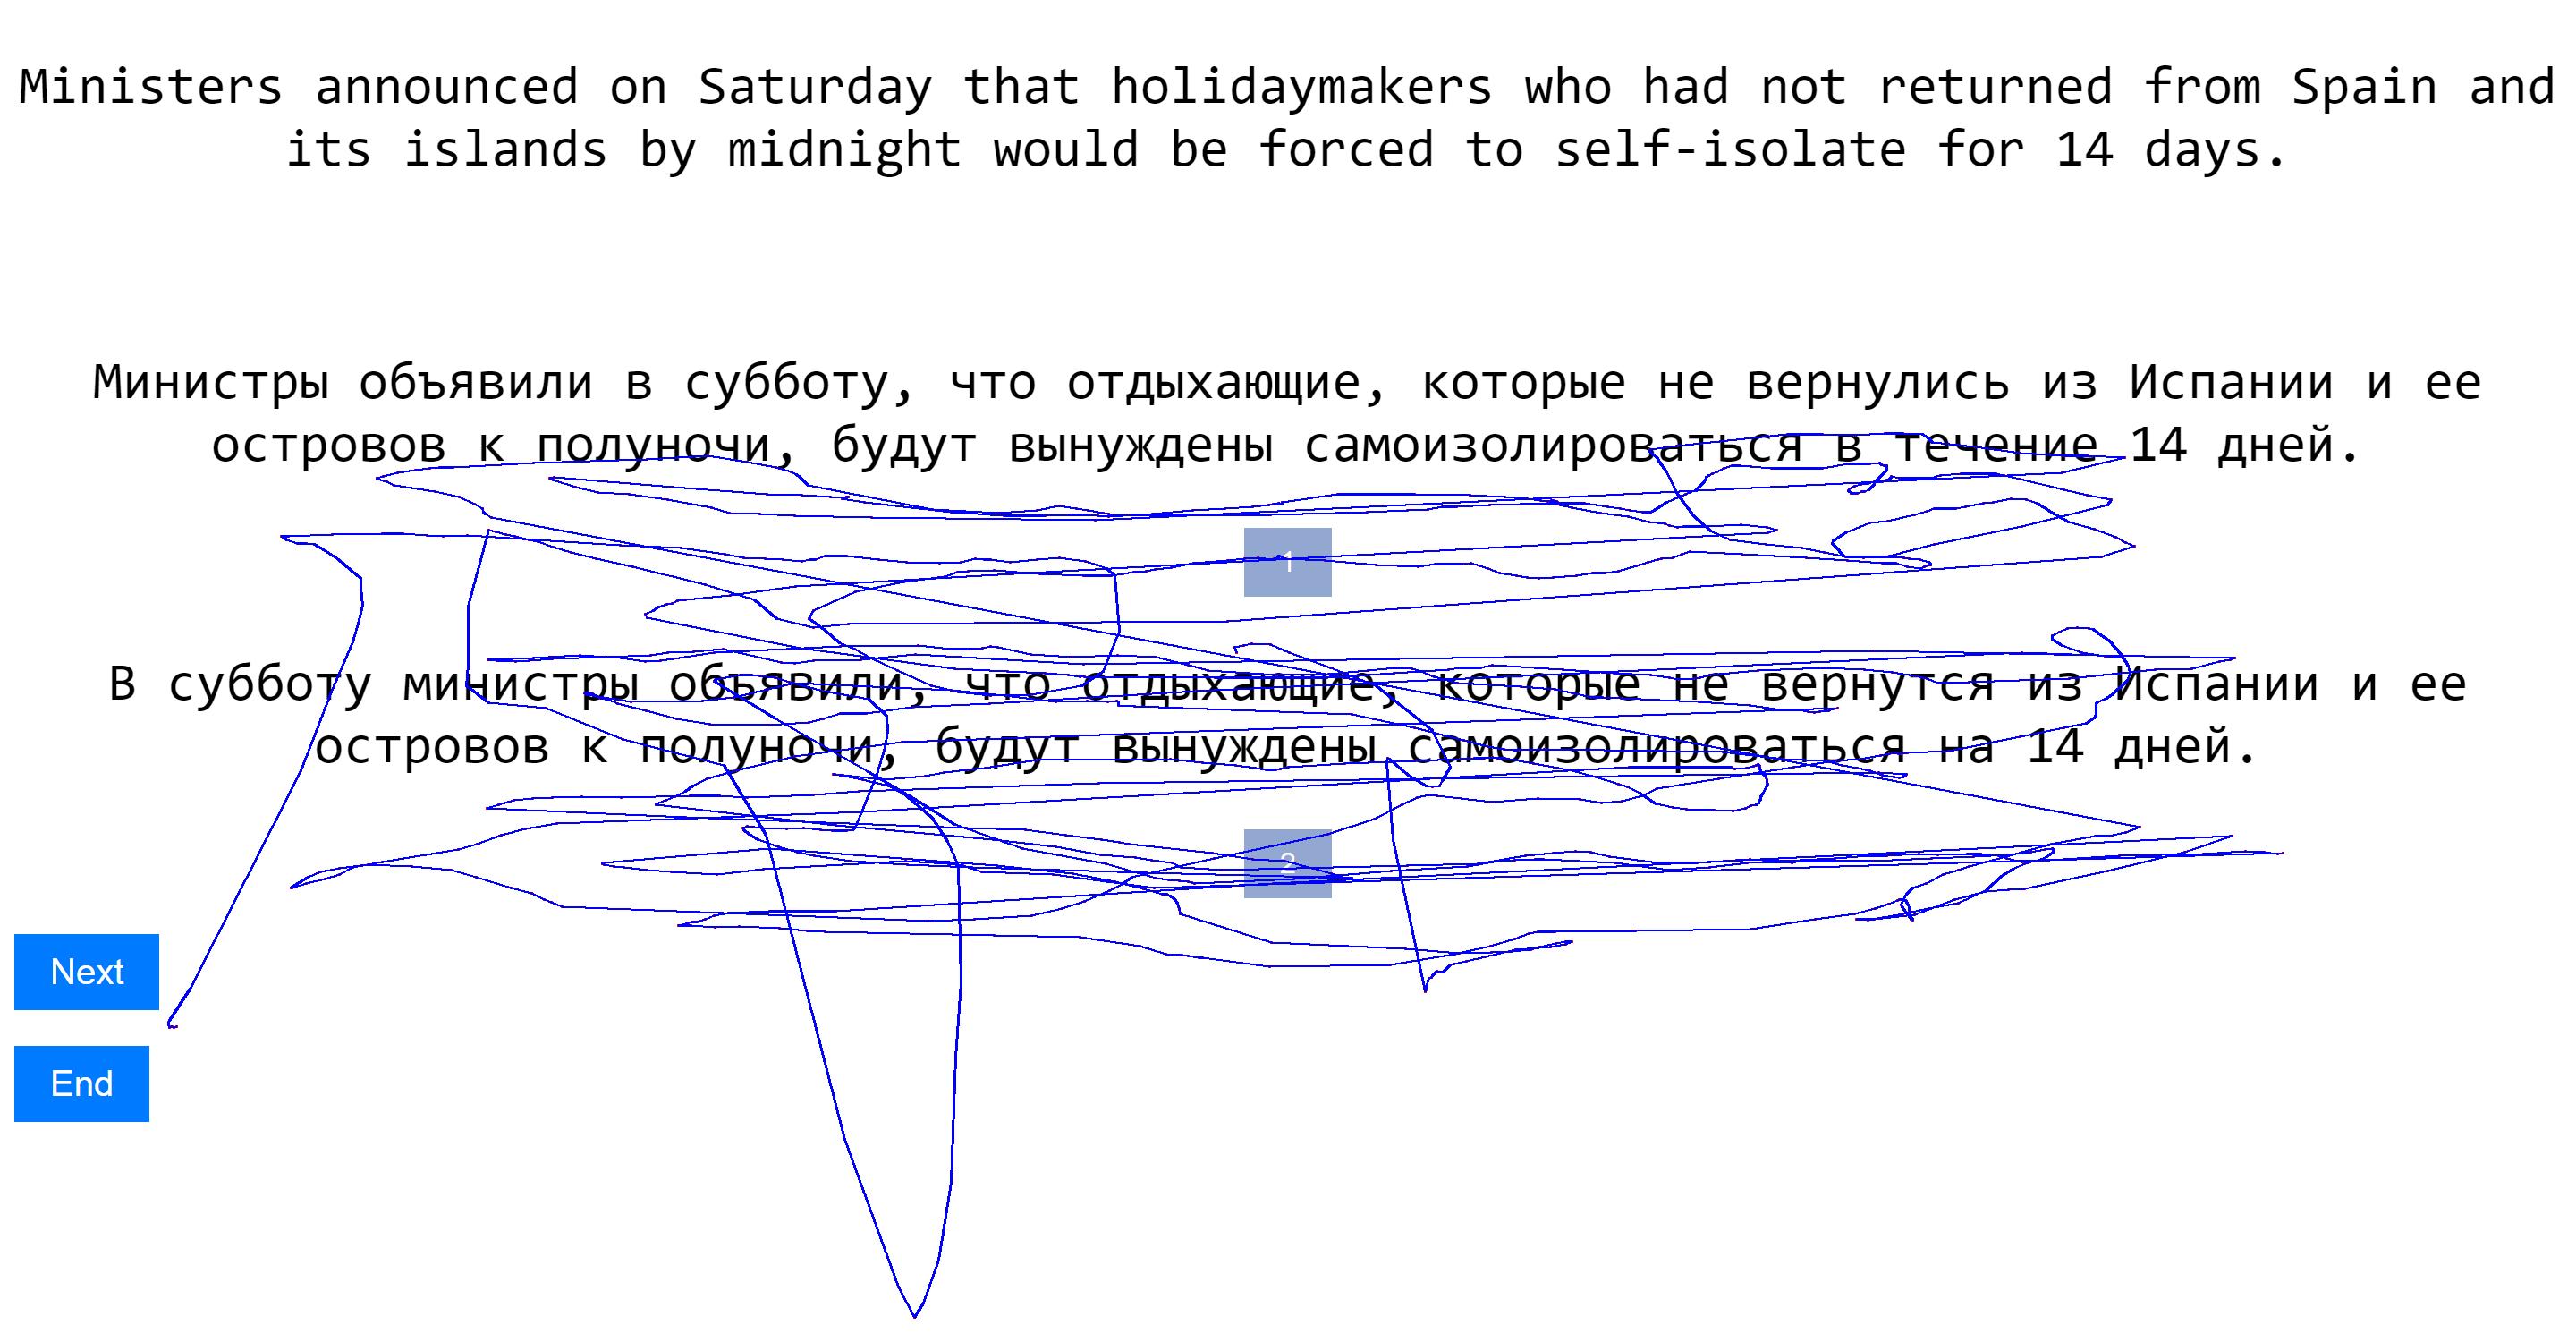 Ministers announced on Saturday that holidaymakers who had not returned from Spain and
its islands by midnight would be forced to self-isolate for 14 days.
Министры объявили в субботу, что отдыхающие, которые не вернулись из Испании и ее
островов к полуночи, будут вынуждены самоизолироваться в течение 14 дней.
1
В субботу министры объявили, что отдыхающие, которые не вернутся из Испании и ее
островов к полуночи, будут вынуждены самоизолироваться на 14 дней.
2
Next
End